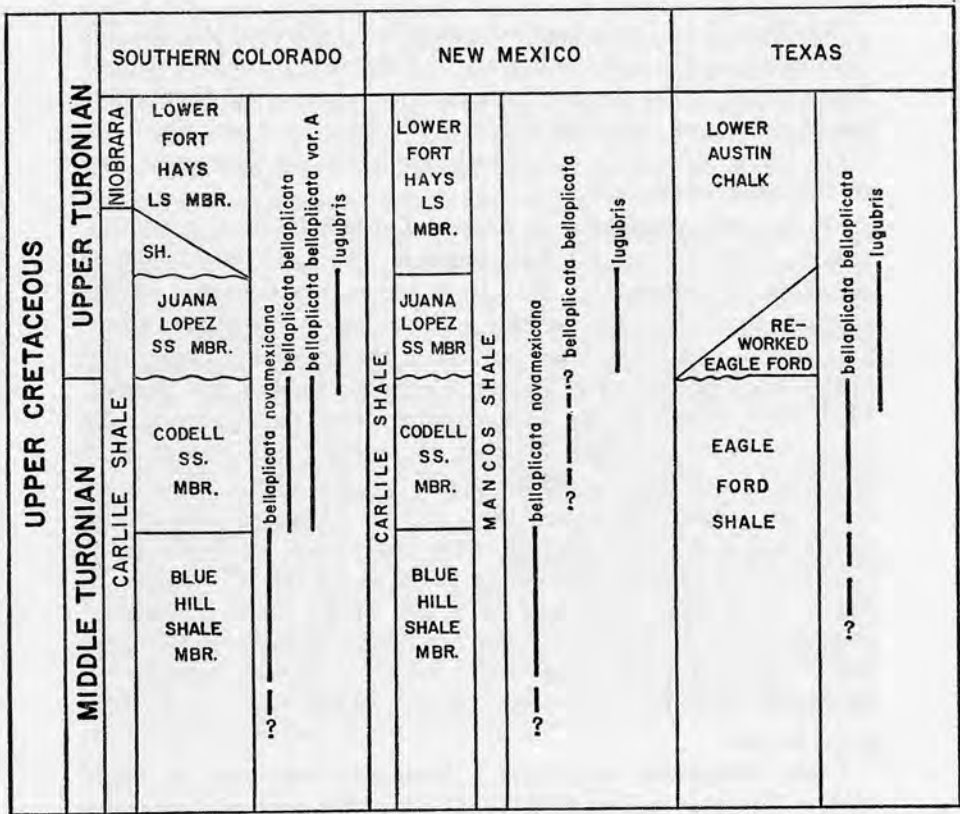 SOUTHERN COLORADO
NEW MEXICO
TEXAS
UPPER CRETACEOUS
UPPER TURONIAN
MIDDLE TURONIAN
NIOBRARA
CARLILE SHALE
LOWER
FORT
HAYS
LS MBR.
SH.
JUANA
LOPEZ
SS MBR.
CODELL
SS.
MBR.
BLUE
HILL
SHALE
MBR.
bellaplicata novamexicana
?
bellaplicata bellaplicata
bellaplicata bellaplicata var. A
lugubris
CARLILE SHALE
LOWER
FORT
HAYS
LS
MBR.
JUANA
LOPEZ
SS MBR
CODELL
SS.
MBR.
BLUE
HILL
SHALE
MBR.
MANCOS SHALE
bellaplicata novamexicana
?
bellaplicata bellaplicata
?
?
lugubris
LOWER
AUSTIN
CHALK
RE-
WORKED
EAGLE FORD
EAGLE
FORD
SHALE
bellaplicata bellaplicata
?
lugubris